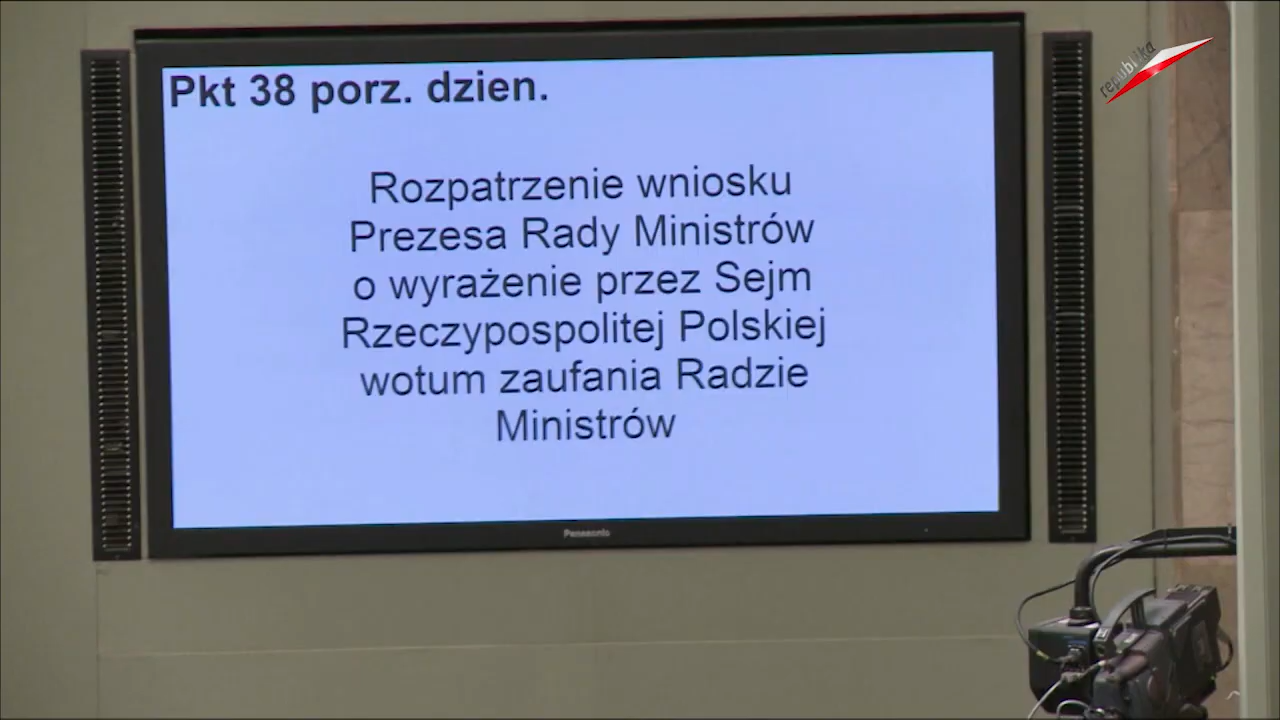 republika
Pkt 38 porz. dzien.
Rozpatrzenie wniosku
Prezesa Rady Ministrów
o wyrażenie przez Sejm
Rzeczypospolitej Polskiej
wotum zaufania Radzie
Ministrów
Panasonic